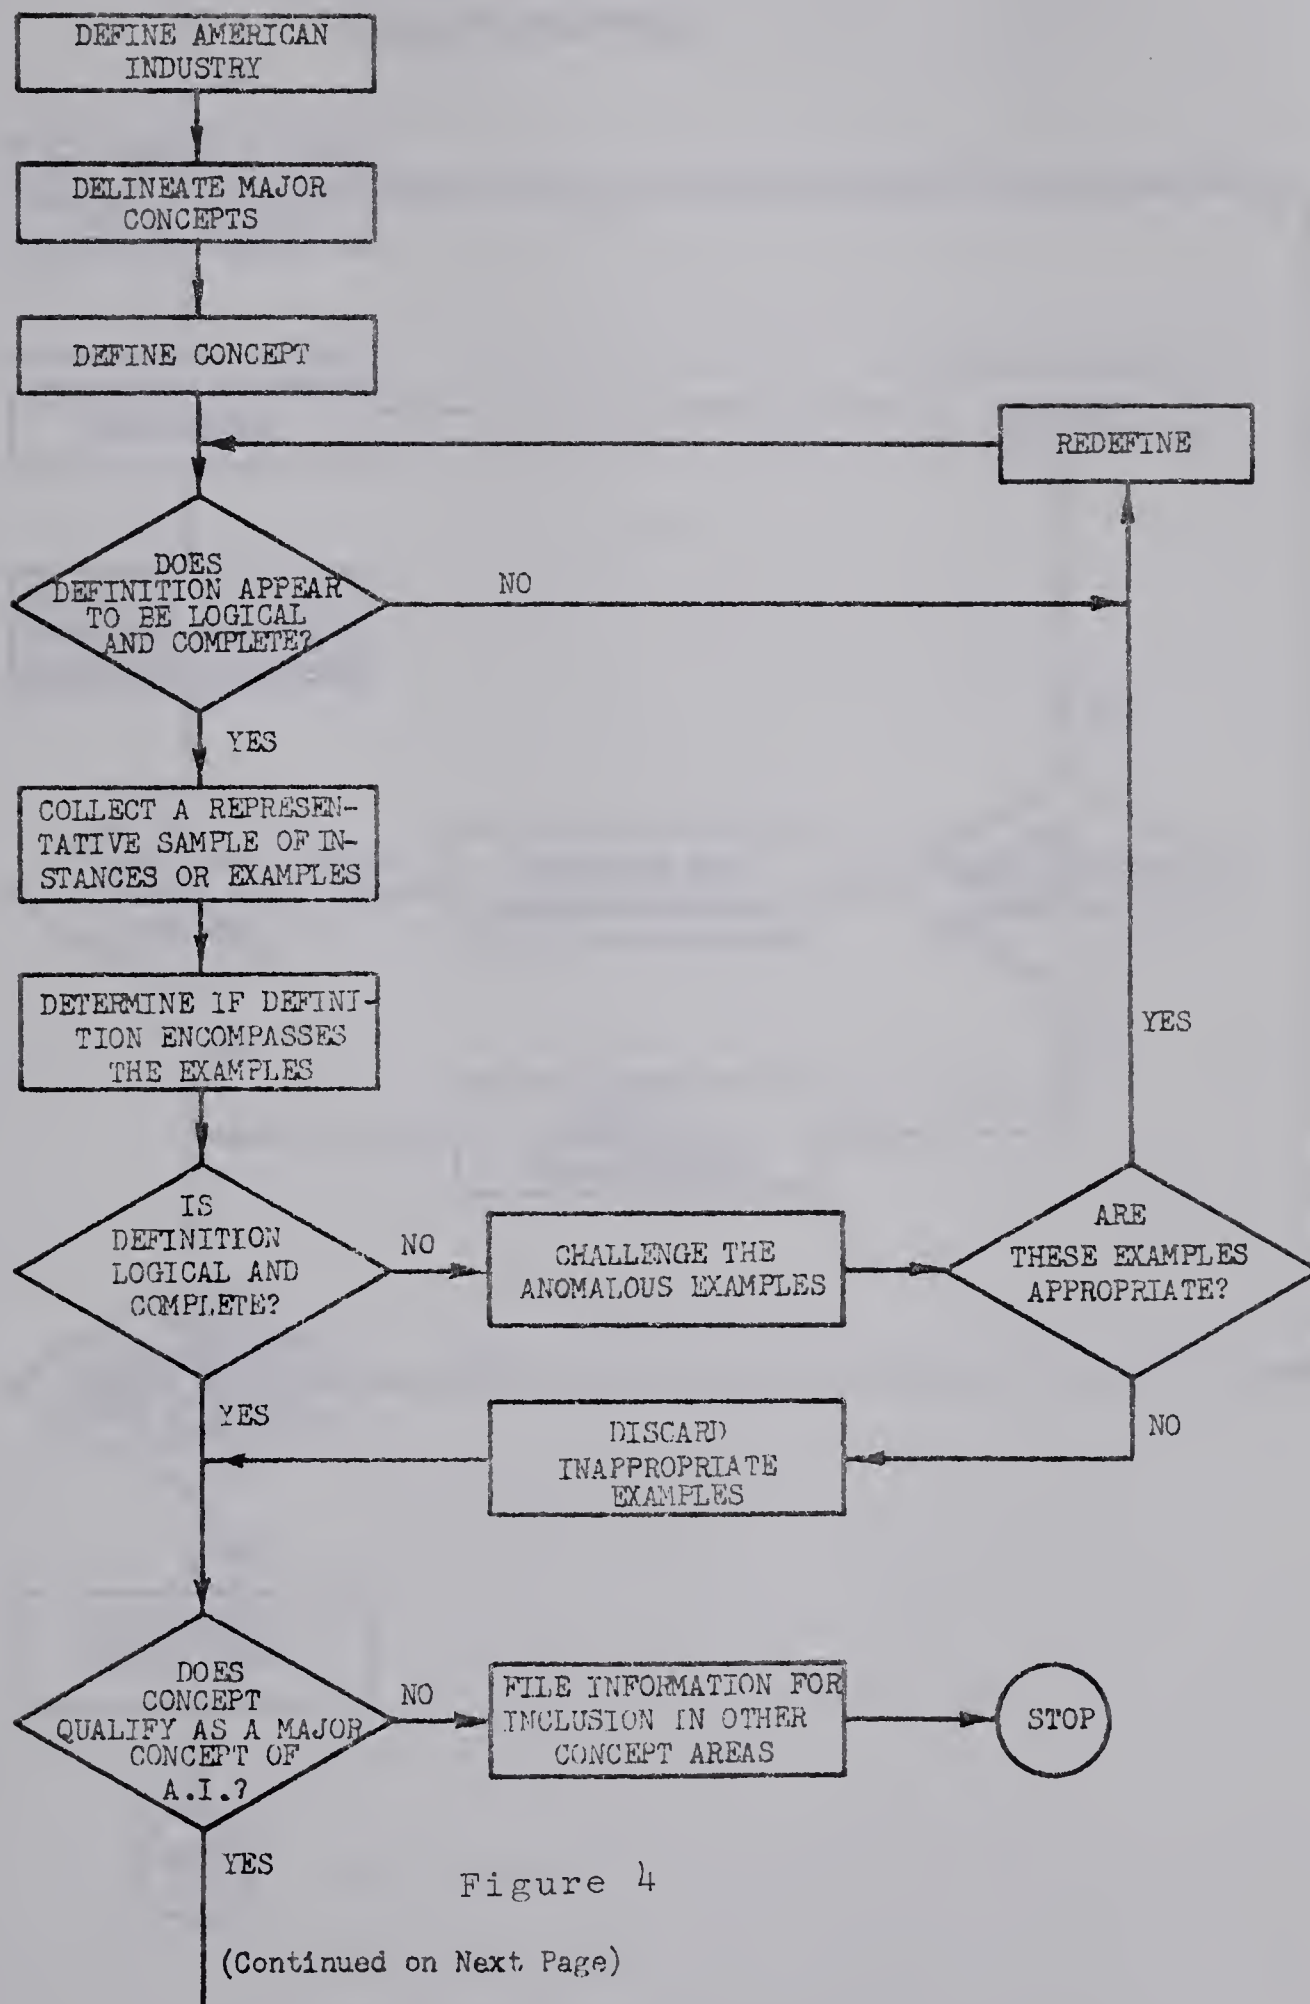 DEFINE AMERICAN
INDUSTRY
DELINEATE MAJOR
CONCEPTS
DEFINE CONCEPT
REDEFINE
DOES
DEFINITION APPEAR
TO BE LOGICAL
AND COMPLETE?
NO
YES
COLLECT A REPRESEN-
TATIVE SAMPLE OF IN-
STANCES OR EXAMPLES
DETERMINE IF DEFINI-
TION ENCOMPASSES
THE EXAMPLES
YES
IS
DEFINITION
LOGICAL AND
COMPLETE?
NO
CHALLENGE THE
ANOMALOUS EXAMPLES
ARE
THESE EXAMPLES
APPROPRIATE?
YES
DISCARD
INAPPROPRIATE
EXAMPLES
NO
DOES
CONCEPT
QUALIFY AS A MAJOR
CONCEPT OF
A.I.?
NO
FILE INFORMATION FOR
INCLUSION IN OTHER
CONCEPT AREAS
STOP
YES
Figure 4
(Continued on Next Page)